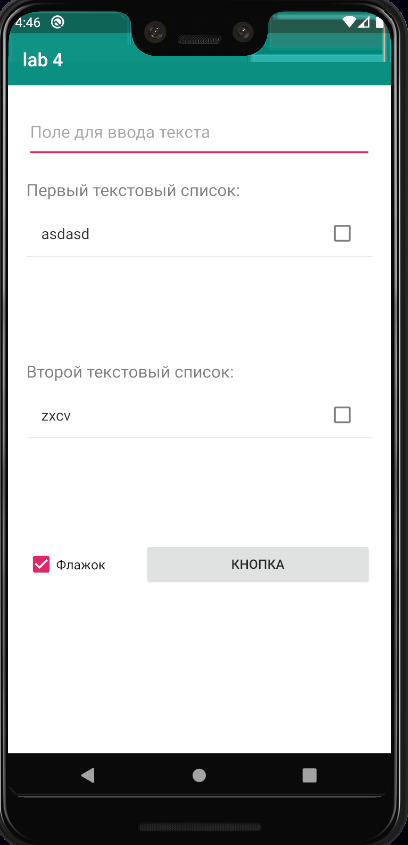 4:46
lab 4
Поле для ввода текста
Первый текстовый список:
asdasd
Второй текстовый список:
zxcv
Флажок
КНОПКА